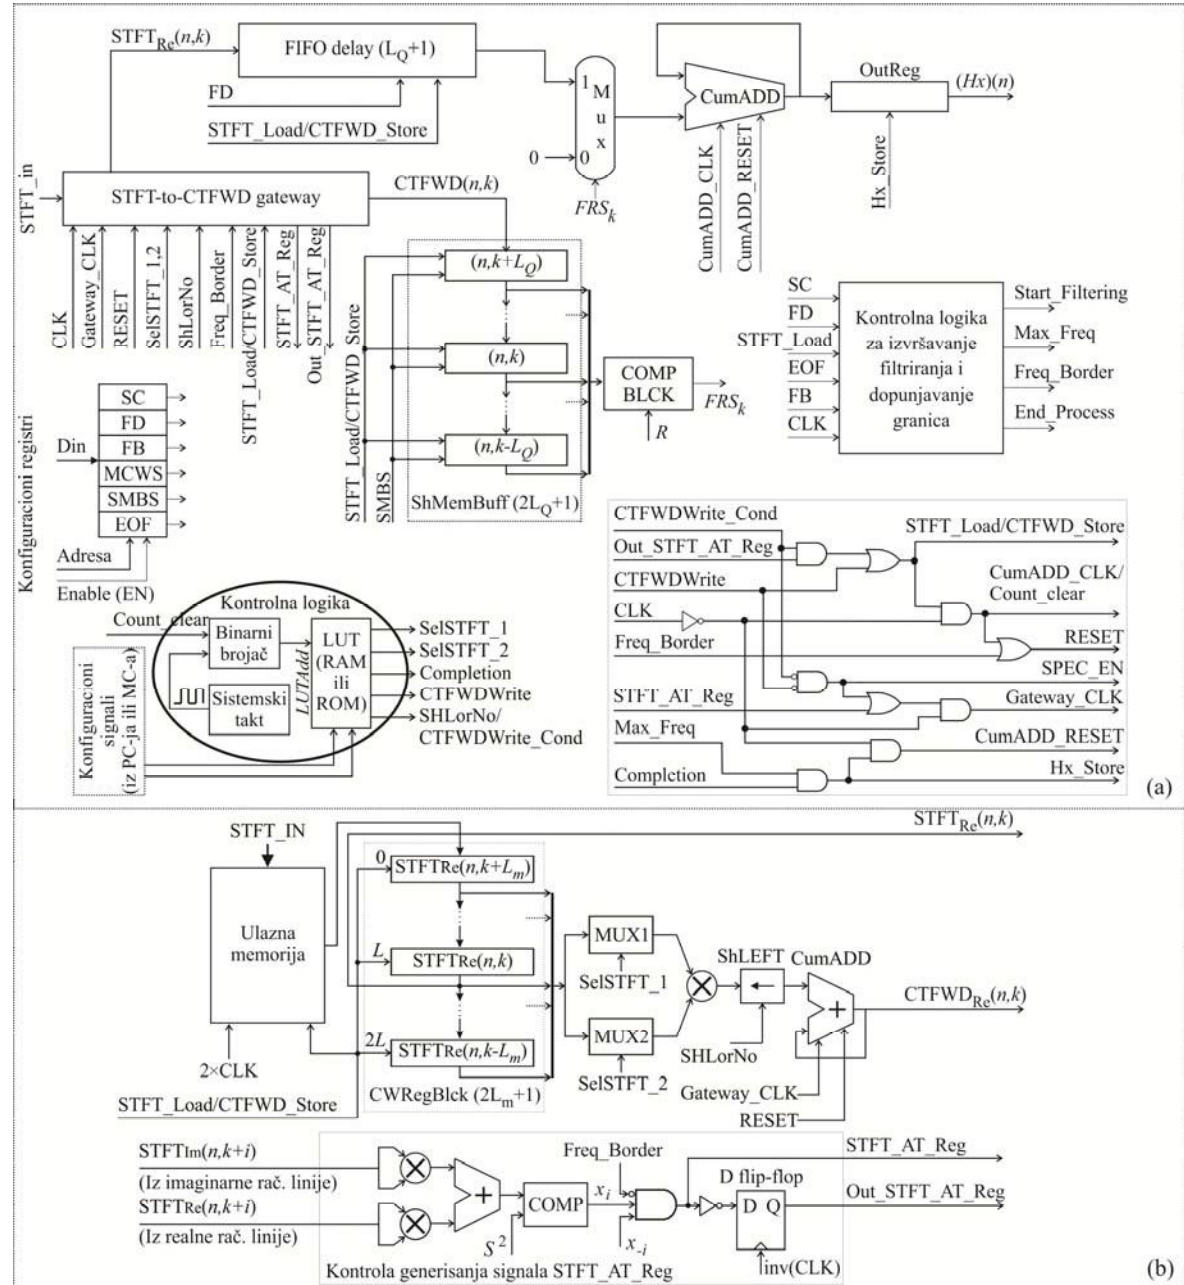 STFT_Re(n,k)
FIFO delay (L_Q+1)
FD
STFT_Load/CTFWD_Store
1
Mux
0
0
FRS_k
CumADD
CumADD_CLK
CumADD_RESET
OutReg
(Hx)(n)
Hx_Store
STFT_in
STFT-to-CTFWD gateway
CTFWD(n,k)
CLK
Gateway_CLK
RESET
SelSTFT_1,2
ShLorNo
Freq_Border
STFT_Load/CTFWD_Store
STFT_AT_Reg
Out_STFT_AT_Reg
(n,k+L_Q)
(n,k)
(n,k-L_Q)
STFT_Load/CTFWD_Store
SMBS
ShMemBuff (2L_Q+1)
COMP
BLCK
R
FRS_k
SC
FD
STFT_Load
EOF
FB
CLK
Kontrolna logika
za izvršavanje
filtriranja i
dopunjavanje
granica
Start_Filtering
Max_Freq
Freq_Border
End_Process
Konfiguracioni registri
Din
SC
FD
FB
MCWS
SMBS
EOF
Adresa
Enable (EN)
Count_clear
Kontrolna logika
Binarni
brojač
Sistemski
takt
LUTAdd
LUT
(RAM
ili
ROM)
SelSTFT_1
SelSTFT_2
Completion
CTFWDWrite
SHLorNo/
CTFWDWrite_Cond
Konfiguracioni
signali
(iz PC-ja ili MC-a)
CTFWDWrite_Cond
Out_STFT_AT_Reg
CTFWDWrite
CLK
Freq_Border
STFT_AT_Reg
Max_Freq
Completion
STFT_Load/CTFWD_Store
CumADD_CLK/
Count_clear
RESET
SPEC_EN
Gateway_CLK
CumADD_RESET
Hx_Store
(a)
STFT_IN
Ulazna
memorija
2×CLK
STFT_Load/CTFWD_Store
0
STFTRe(n,k+L_m)
L
STFTRe(n,k)
2L
STFTRe(n,k-L_m)
CWRegBlck (2L_m+1)
STFT_Re(n,k)
MUX1
SelSTFT_1
MUX2
SelSTFT_2
ShLEFT
SHLorNo
CumADD
+
Gateway_CLK
RESET
CTFWD_Re(n,k)
STFTIm(n,k+i)
(Iz imaginarne rač. linije)
STFTRe(n,k+i)
(Iz realne rač. linije)
+
COMP
S^2
x_i
x_-i
Freq_Border
STFT_AT_Reg
D flip-flop
D Q
Out_STFT_AT_Reg
inv(CLK)
Kontrola generisanja signala STFT_AT_Reg
(b)